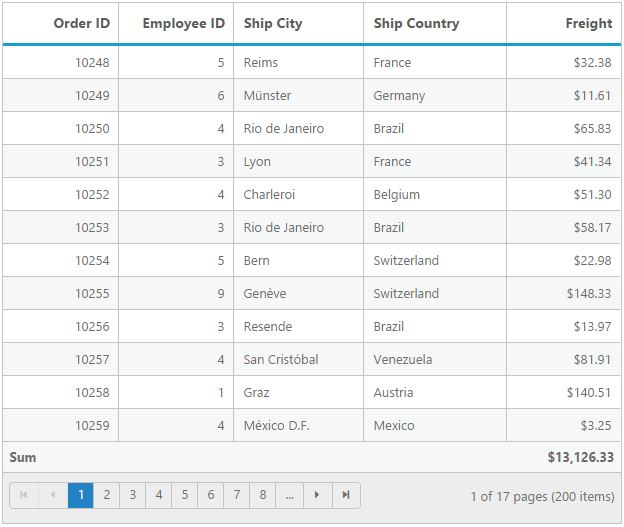 Order ID Employee ID Ship City Ship Country Freight
10248 5 Reims France $32.38
10249 6 Münster Germany $11.61
10250 4 Rio de Janeiro Brazil $65.83
10251 3 Lyon France $41.34
10252 4 Charleroi Belgium $51.30
10253 3 Rio de Janeiro Brazil $58.17
10254 5 Bern Switzerland $22.98
10255 9 Genève Switzerland $148.33
10256 3 Resende Brazil $13.97
10257 4 San Cristóbal Venezuela $81.91
10258 1 Graz Austria $140.51
10259 4 México D.F. Mexico $3.25
Sum $13,126.33
1 2 3 4 5 6 7 8 ... 1 of 17 pages (200 items)